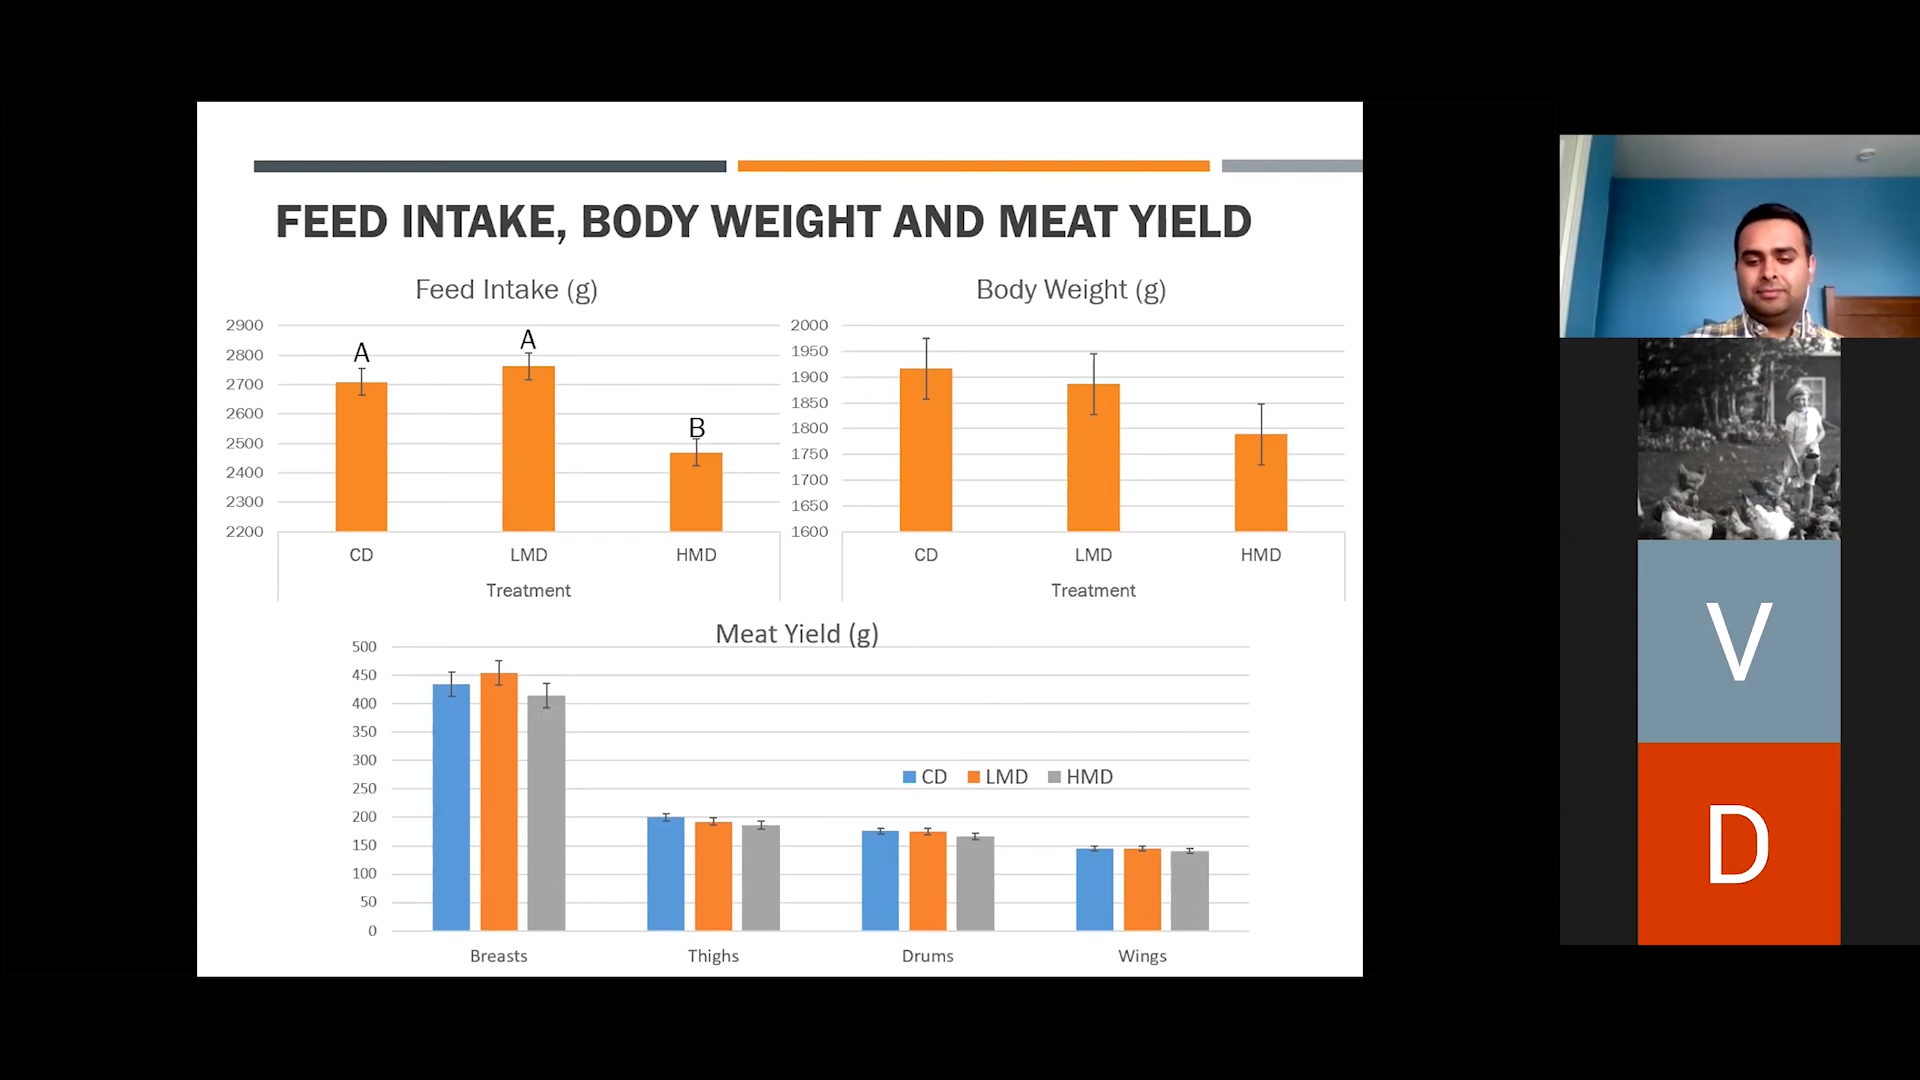 FEED INTAKE, BODY WEIGHT AND MEAT YIELD
Feed Intake (g)
2900
2800
2700
2600
2500
2400
2300
2200
A
A
B
CD LMD HMD
Treatment
Body Weight (g)
2000
1950
1900
1850
1800
1750
1700
1650
1600
CD LMD HMD
Treatment
Meat Yield (g)
500
450
400
350
300
250
200
150
100
50
0
CD LMD HMD
Breasts Thighs Drums Wings
V
D